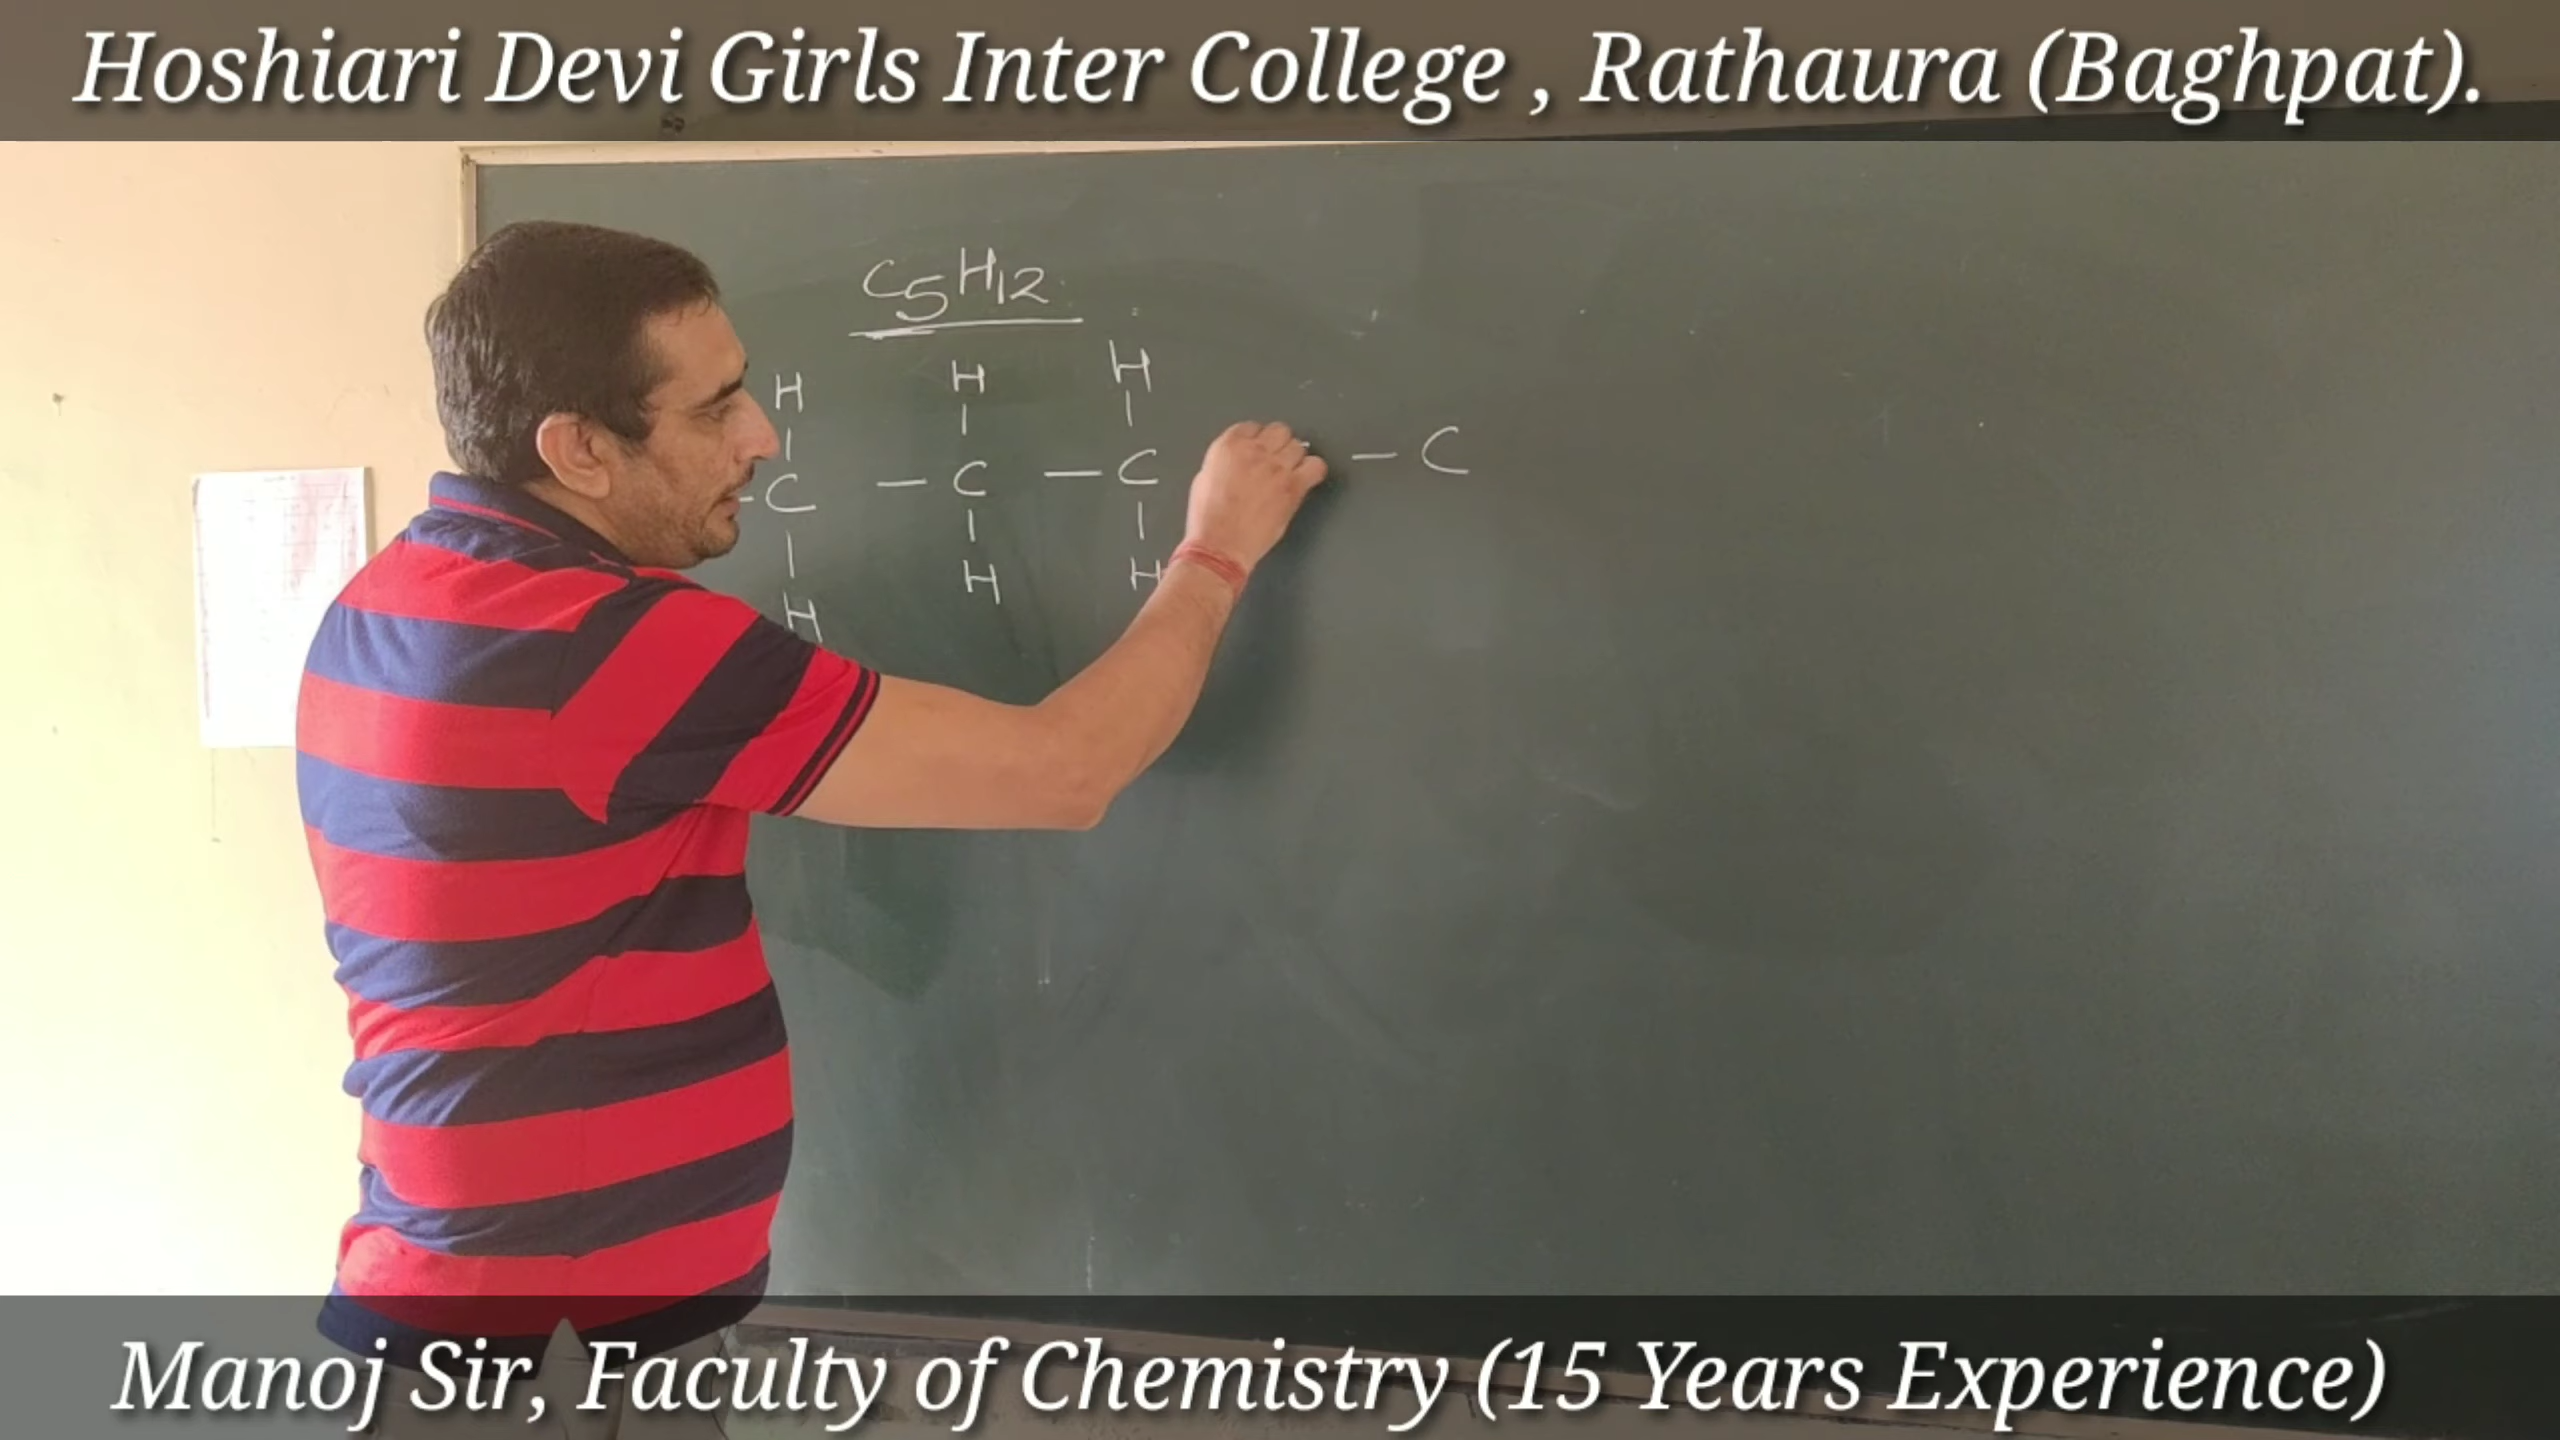 Hoshiari Devi Girls Inter College , Rathaura (Baghpat).
C5H12
H H H
C — C — C — C
H H H
Manoj Sir, Faculty of Chemistry (15 Years Experience)